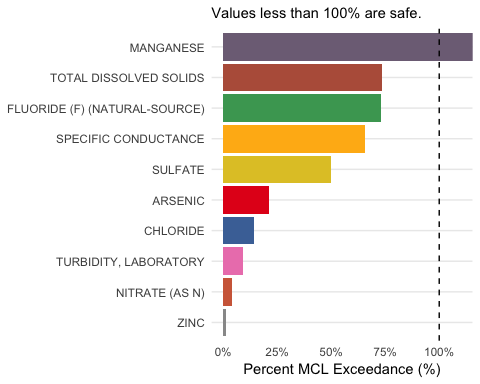 Values less than 100% are safe.
MANGANESE
TOTAL DISSOLVED SOLIDS
FLUORIDE (F) (NATURAL-SOURCE)
SPECIFIC CONDUCTANCE
SULFATE
ARSENIC
CHLORIDE
TURBIDITY, LABORATORY
NITRATE (AS N)
ZINC
0% 25% 50% 75% 100%
Percent MCL Exceedance (%)